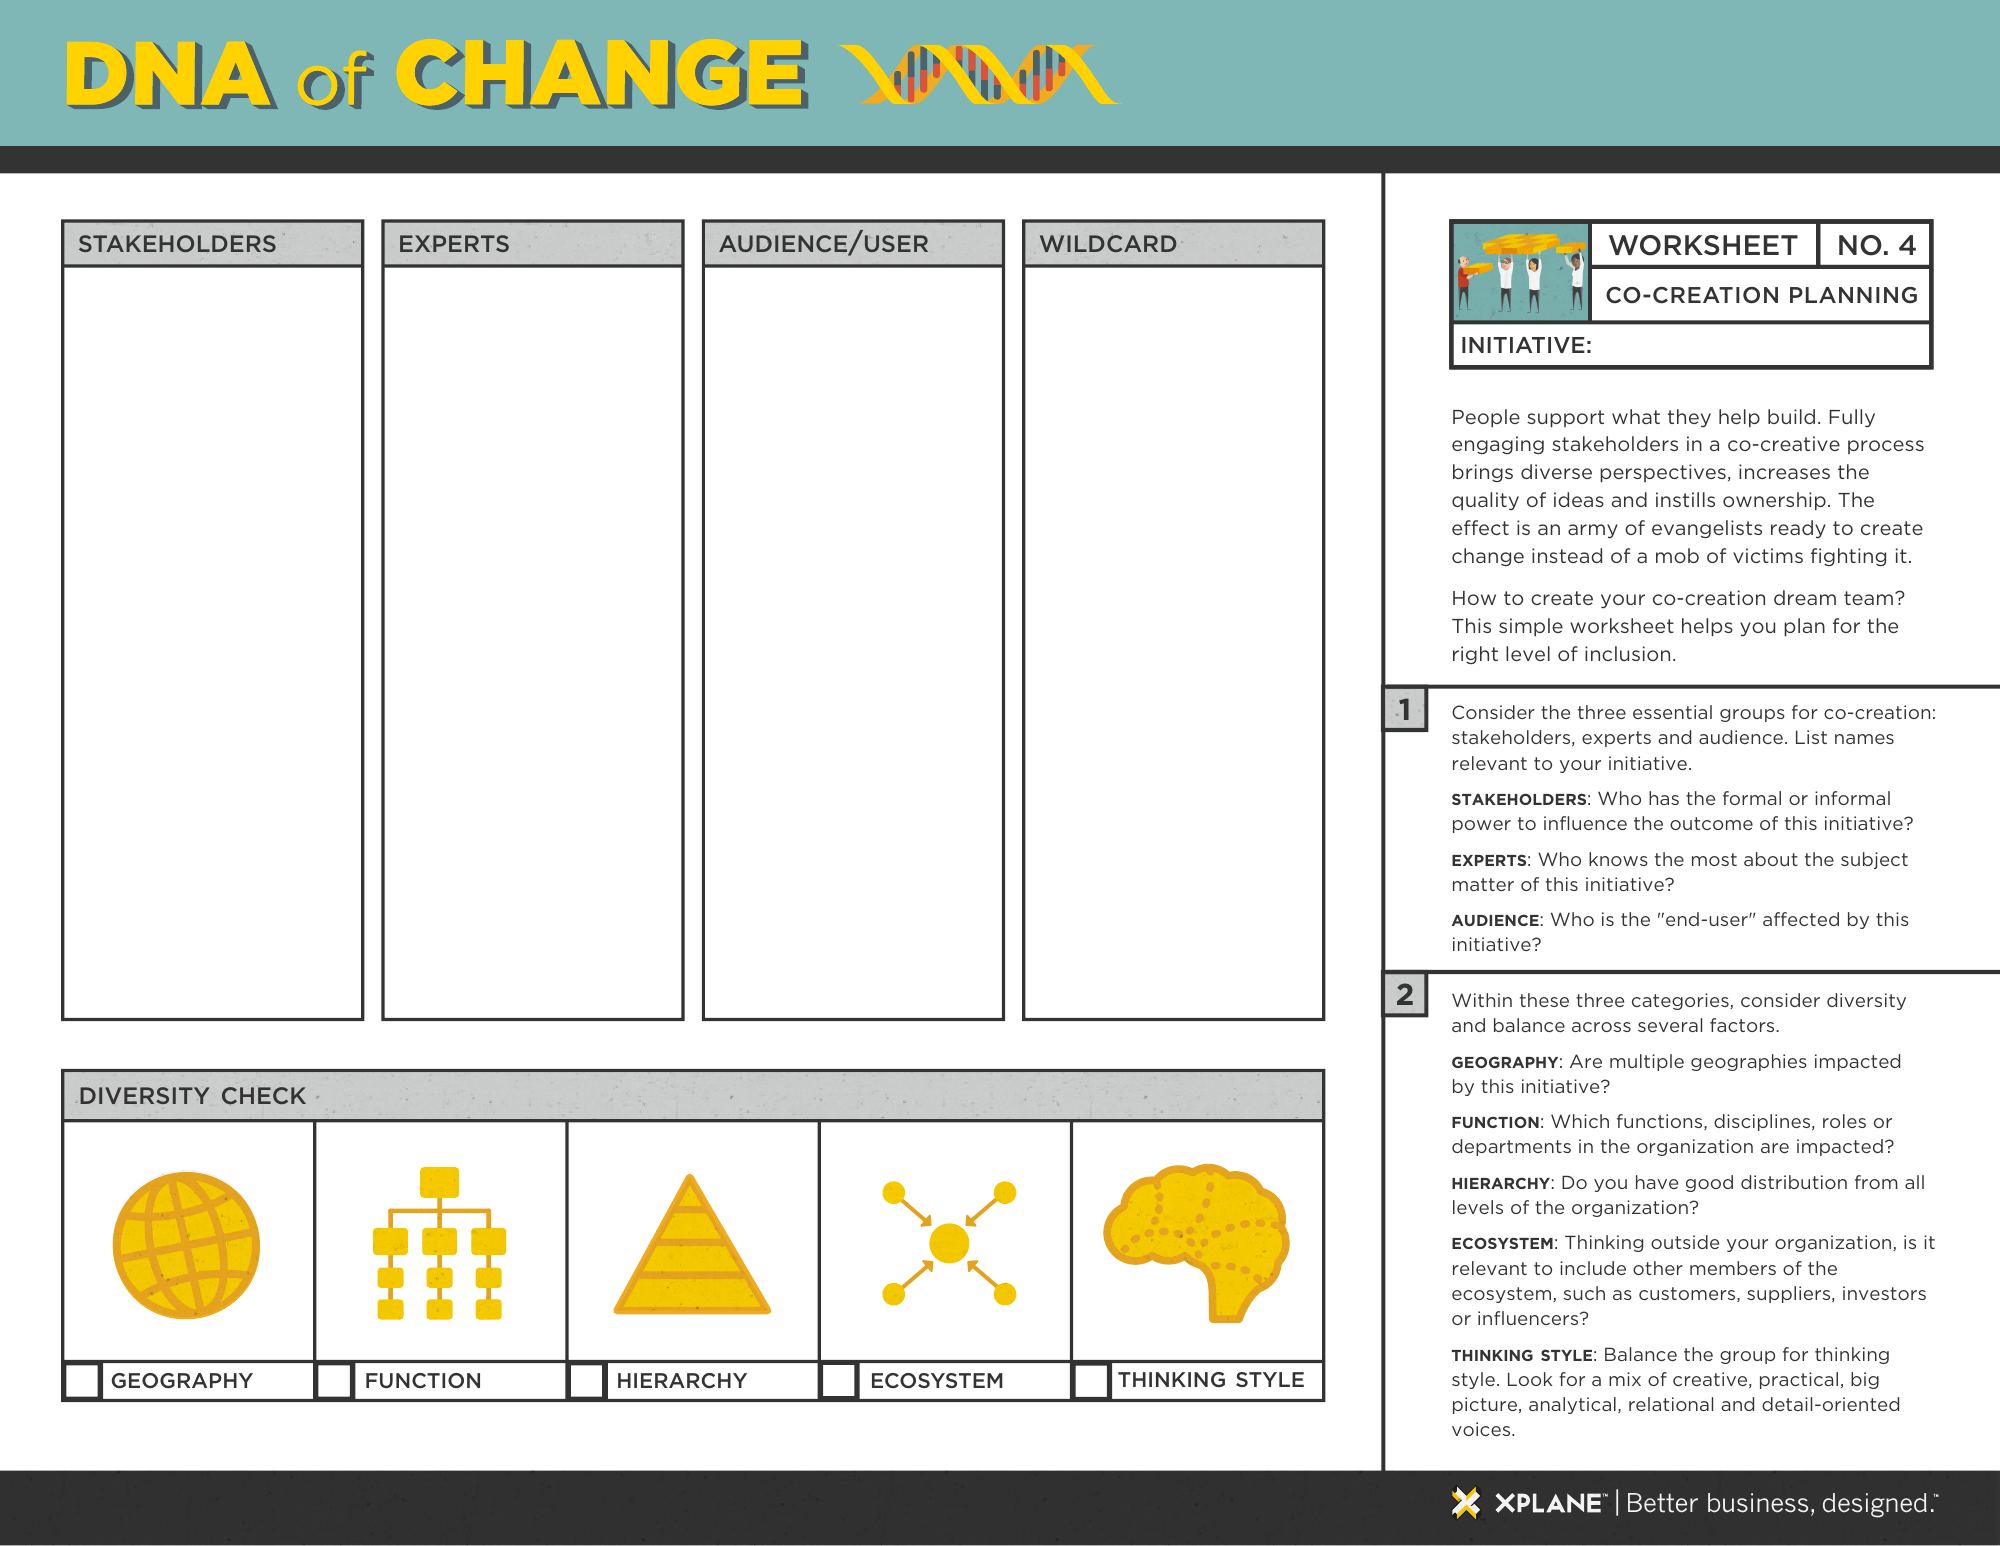 DNA of CHANGE
STAKEHOLDERS
EXPERTS
AUDIENCE/USER
WILDCARD
DIVERSITY CHECK
GEOGRAPHY
FUNCTION
HIERARCHY
ECOSYSTEM
THINKING STYLE
WORKSHEET
NO. 4
CO-CREATION PLANNING
INITIATIVE:
People support what they help build. Fully
engaging stakeholders in a co-creative process
brings diverse perspectives, increases the
quality of ideas and instills ownership. The
effect is an army of evangelists ready to create
change instead of a mob of victims fighting it.
How to create your co-creation dream team?
This simple worksheet helps you plan for the
right level of inclusion.
1
Consider the three essential groups for co-creation:
stakeholders, experts and audience. List names
relevant to your initiative.
STAKEHOLDERS: Who has the formal or informal
power to influence the outcome of this initiative?
EXPERTS: Who knows the most about the subject
matter of this initiative?
AUDIENCE: Who is the "end-user" affected by this
initiative?
2
Within these three categories, consider diversity
and balance across several factors.
GEOGRAPHY: Are multiple geographies impacted
by this initiative?
FUNCTION: Which functions, disciplines, roles or
departments in the organization are impacted?
HIERARCHY: Do you have good distribution from all
levels of the organization?
ECOSYSTEM: Thinking outside your organization, is it
relevant to include other members of the
ecosystem, such as customers, suppliers, investors
or influencers?
THINKING STYLE: Balance the group for thinking
style. Look for a mix of creative, practical, big
picture, analytical, relational and detail-oriented
voices.
XPLANE™ | Better business, designed.™